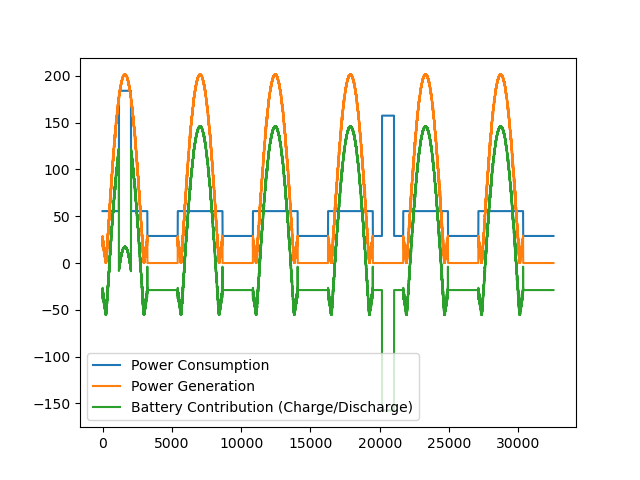 200
150
100
50
0
−50
−100
−150
Power Consumption
Power Generation
Battery Contribution (Charge/Discharge)
0 5000 10000 15000 20000 25000 30000